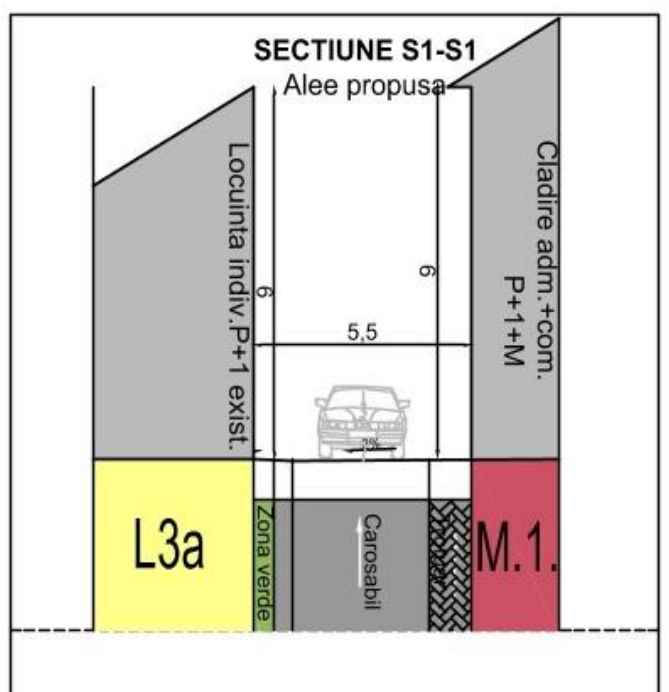 SECTIUNE S1-S1
Alee propusa
Locuinta indiv.P+1 exist.
Cladire adm.+com.
P+1+M
6
6
5,5
2%
L3a
Zona verde
Carosabil
M.1.